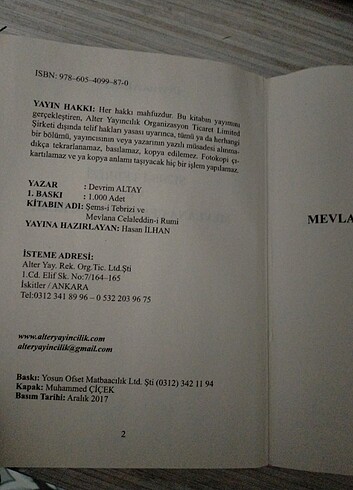 ISBN: 978-605-4099-87-0
YAYIN HAKKI: Her hakkı mahfuzdur. Bu kitabın yayımını
gerçekleştiren, Alter Yayıncılık Organizasyon Ticaret Limited
Şirketi dışında telif hakları yasası uyarınca, tümü ya da herhangi
bir bölümü, yayıncısının veya yazarının yazılı müsadesi alınma-
dıkça tekrarlanamaz, basılamaz, kopya edilemez. Fotokopi çı-
kartılamaz ve ya kopya anlamı taşıyacak hiç bir işlem yapılamaz.
YAZAR : Devrim ALTAY
1. BASKI : 1.000 Adet
KİTABIN ADI: Şems-i Tebrizi ve
Mevlana Celaleddin-i Rumi
YAYINA HAZIRLAYAN: Hasan İLHAN
İSTEME ADRESİ:
Alter Yay. Rek. Org.Tic. Ltd.Şti
1.Cd. Elif Sk. No:7/164-165
İskitler / ANKARA
Tel:0312 341 89 96 – 0 532 203 96 75
www.alteryayincilik.com
alteryayincilik@gmail.com
Baskı: Yosun Ofset Matbaacılık Ltd. Şti (0312) 342 11 94
Kapak: Muhammed ÇİÇEK
Basım Tarihi: Aralık 2017
2
MEVLA